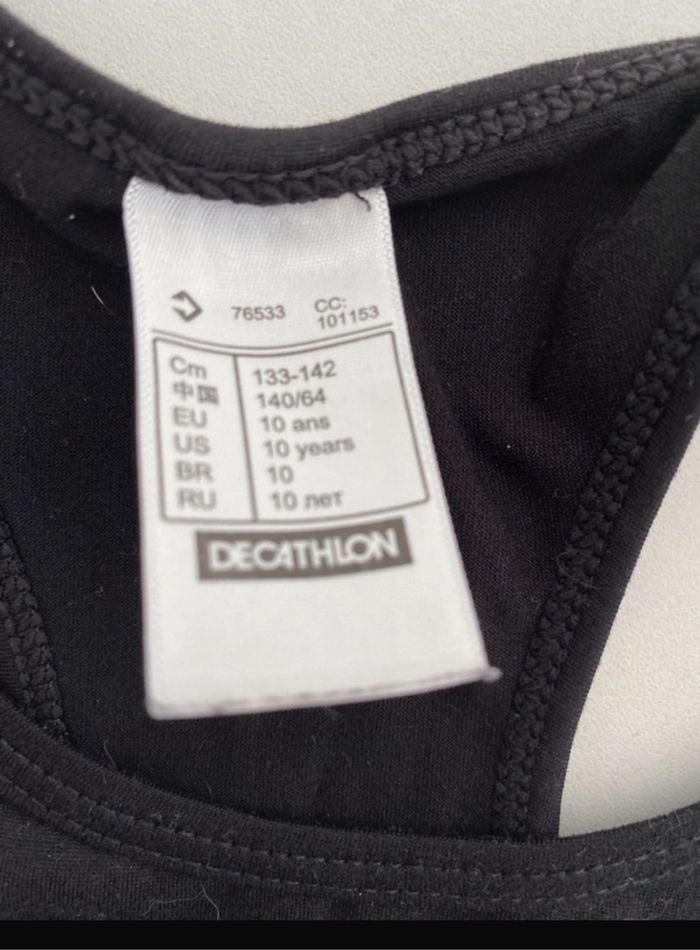 76533 CC: 101153
Cm 133-142
中国 140/64
EU 10 ans
US 10 years
BR 10
RU 10 лет
DECATHLON